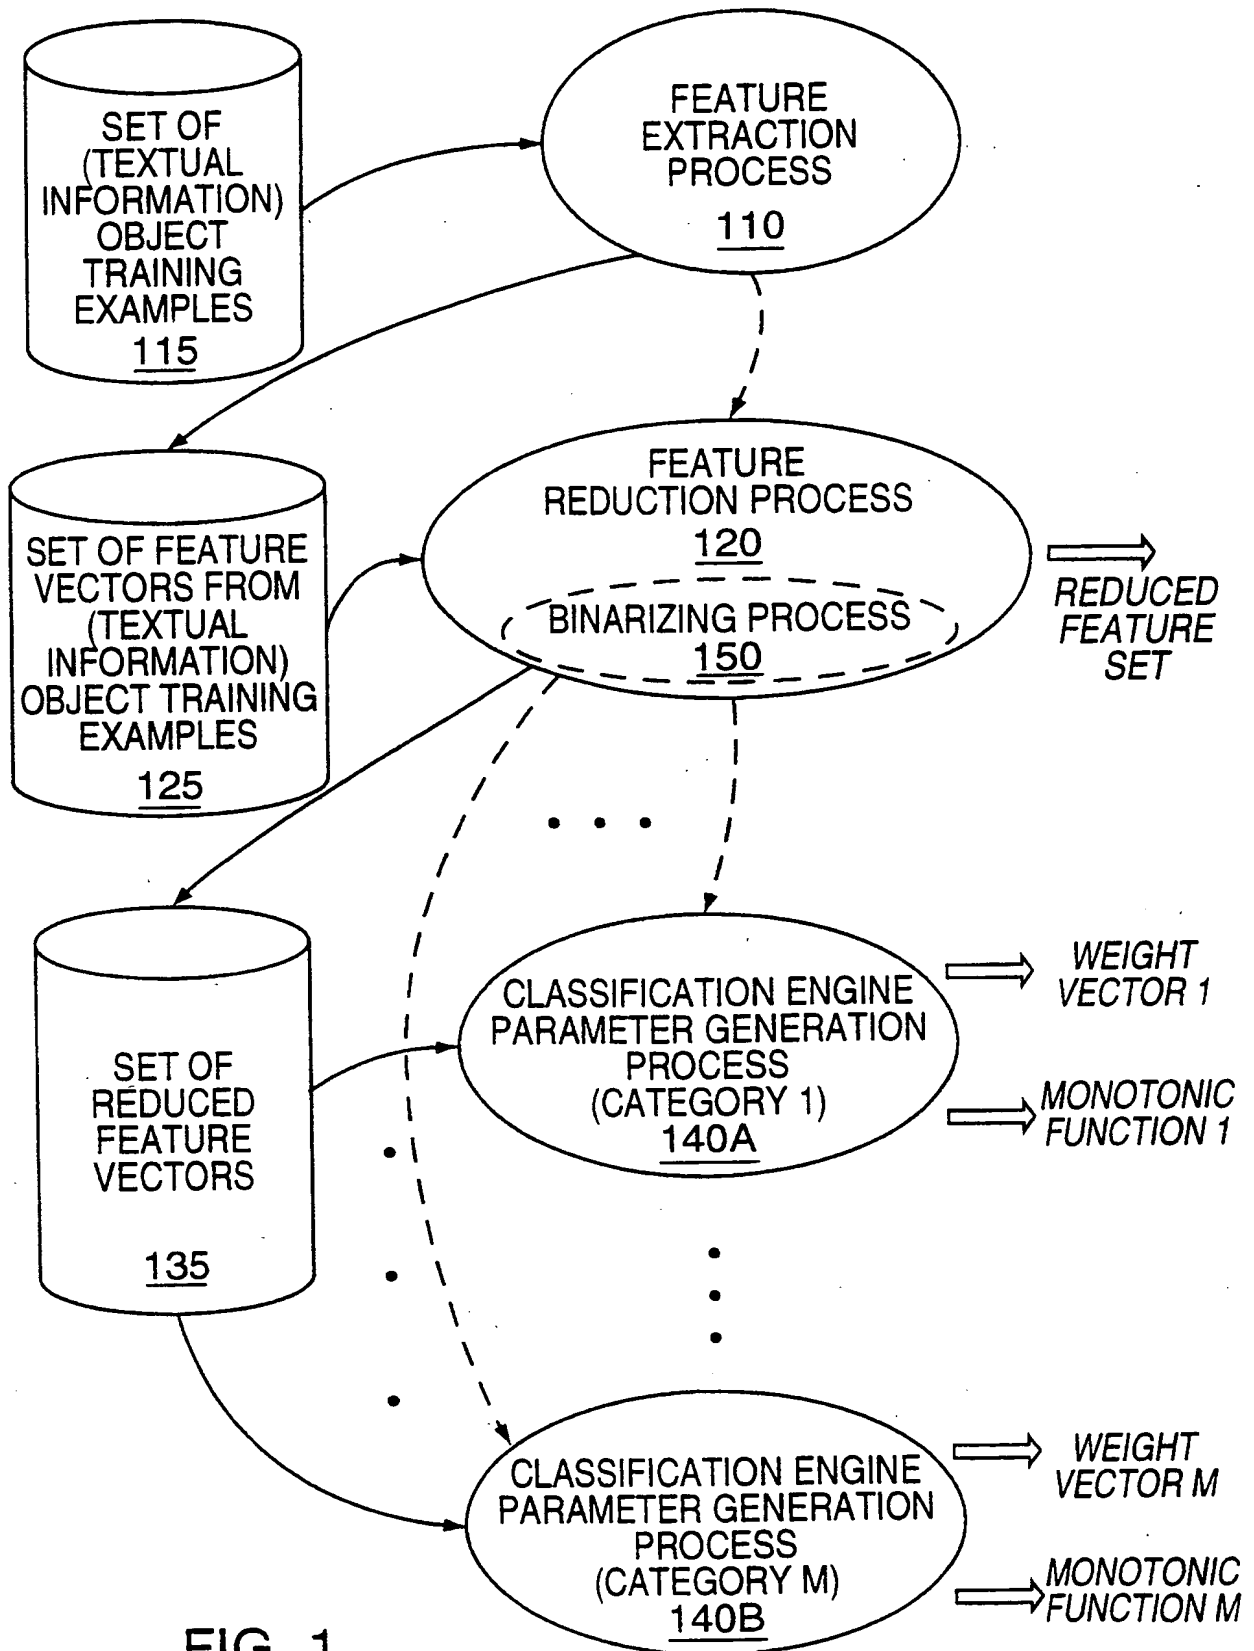 SET OF
(TEXTUAL
INFORMATION)
OBJECT
TRAINING
EXAMPLES
115
FEATURE
EXTRACTION
PROCESS
110
SET OF FEATURE
VECTORS FROM
(TEXTUAL
INFORMATION)
OBJECT TRAINING
EXAMPLES
125
FEATURE
REDUCTION PROCESS
120
BINARIZING PROCESS
150
REDUCED
FEATURE
SET
SET OF
REDUCED
FEATURE
VECTORS
135
CLASSIFICATION ENGINE
PARAMETER GENERATION
PROCESS
(CATEGORY 1)
140A
WEIGHT
VECTOR 1
MONOTONIC
FUNCTION 1
CLASSIFICATION ENGINE
PARAMETER GENERATION
PROCESS
(CATEGORY M)
140B
WEIGHT
VECTOR M
MONOTONIC
FUNCTION M
FIG. 1